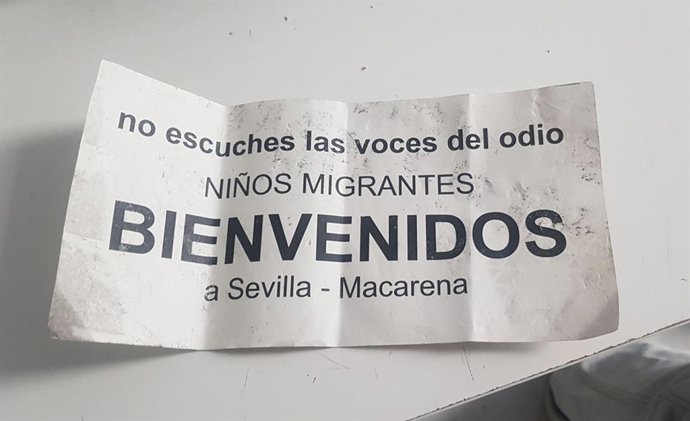 no escuches las voces del odio
NIÑOS MIGRANTES
BIENVENIDOS
a Sevilla - Macarena